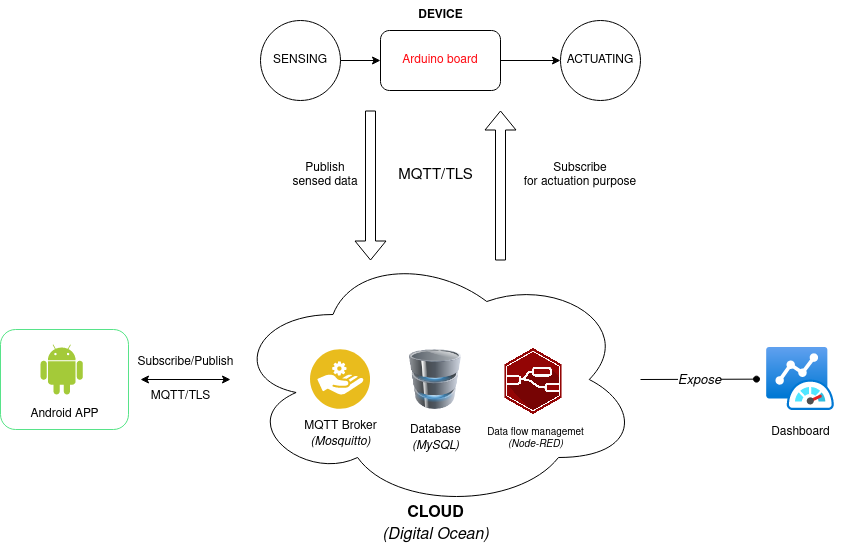 DEVICE
SENSING
Arduino board
ACTUATING
Publish
sensed data
MQTT/TLS
Subscribe
for actuation purpose
Subscribe/Publish
MQTT/TLS
Android APP
MQTT Broker
(Mosquitto)
Database
(MySQL)
Data flow managemet
(Node-RED)
Expose
Dashboard
CLOUD
(Digital Ocean)